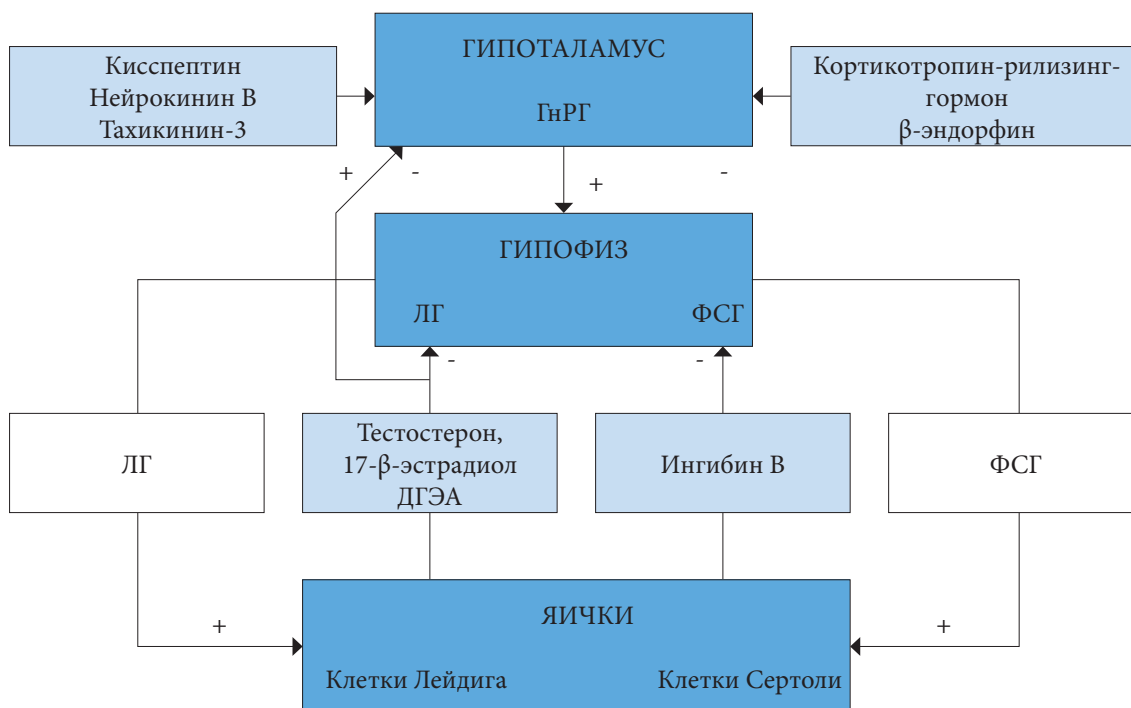 ГИПОТАЛАМУС
ГнРГ
Кисспептин
Нейрокинин B
Тахикинин-3
Кортикотропин-рилизинг-
гормон
β-эндорфин
+
-
+
-
ГИПОФИЗ
ЛГ
ФСГ
-
-
ЛГ
Тестостерон,
17-β-эстрадиол
ДГЭА
Ингибин B
ФСГ
+
+
ЯИЧКИ
Клетки Лейдига
Клетки Сертоли